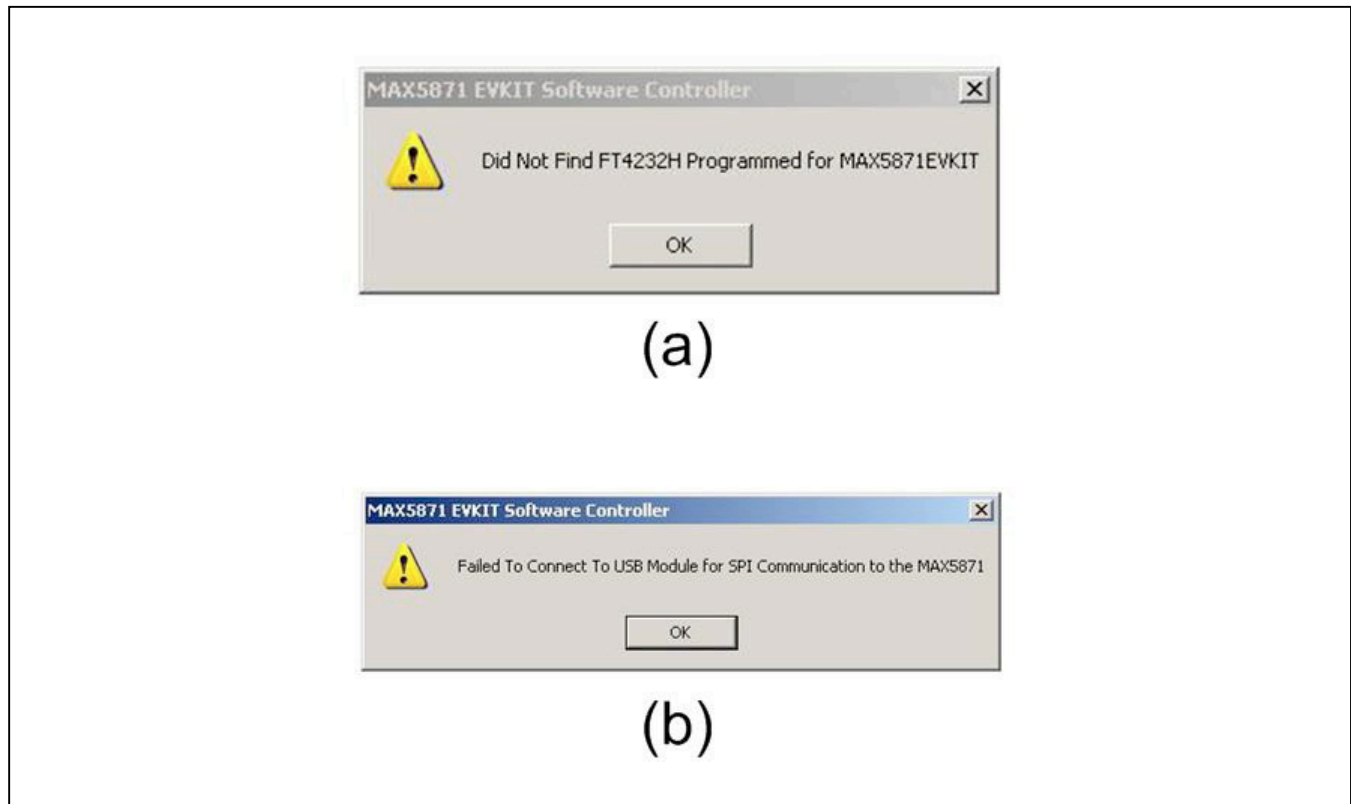 MAX5871 EVKIT Software Controller
Did Not Find FT4232H Programmed for MAX5871EVKIT
OK
(a)
MAX5871 EVKIT Software Controller
Failed To Connect To USB Module for SPI Communication to the MAX5871
OK
(b)